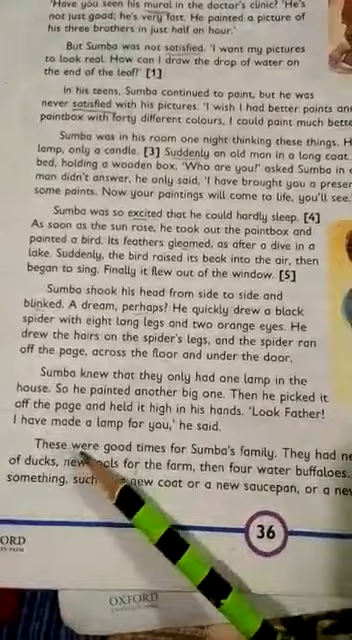 'Have you seen his mural in the doctor's clinic? 'He's
not just good; he's very fast. He painted a picture of
his three brothers in just half an hour.'
But Sumba was not satisfied. 'I want my pictures
to look real. How can I draw the drop of water on
the end of the leaf?' [1]
In his teens, Sumba continued to paint, but he was
never satisfied with his pictures. 'I wish I had better paints and
paintbox with forty different colours, I could paint much
Sumba was in his room one night thinking these things. H
lamp, only a candle. [3] Suddenly an old man in a long coat
bed, holding a wooden box. 'Who are you?' asked Sumba in
man didn't answer, he only said, 'I have brought you a
some paints. Now your paintings will come to life, you'll see.
Sumba was so excited that he could hardly sleep. [4]
As soon as the sun rose, he took out the paintbox and
painted a bird. Its feathers gleamed, as after a dive in a
lake. Suddenly, the bird raised its beak into the air, then
began to sing. Finally it flew out of the window. [5]
Sumba shook his head from side to side and
blinked. A dream, perhaps? He quickly drew a black
spider with eight long legs and two orange eyes. He
drew the hairs on the spider's legs, and the spider ran
off the page, across the floor and under the door.
Sumba knew that they only had one lamp in the
house. So he painted another big one. Then he picked it
off the page and held it high in his hands. 'Look Father!
I have made a lamp for you,' he said.
These were good times for Sumba's family. They had
of ducks, for the farm, then four water buffaloes.
something, such new coat or a new saucepan, or a
36
ORD
OXFORD